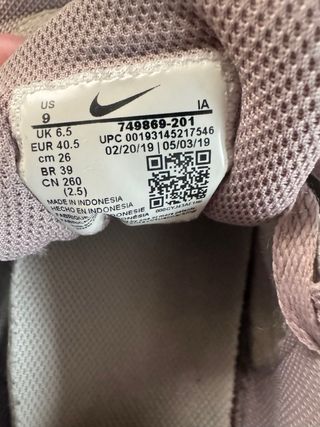 US IA
9 749869-201
UK 6.5 UPC 00193145217546
EUR 40.5 02/20/19 | 05/03/19
cm 26
BR 39
CN 260
(2.5)
MADE IN INDONESIA
HECHO EN INDONESIA